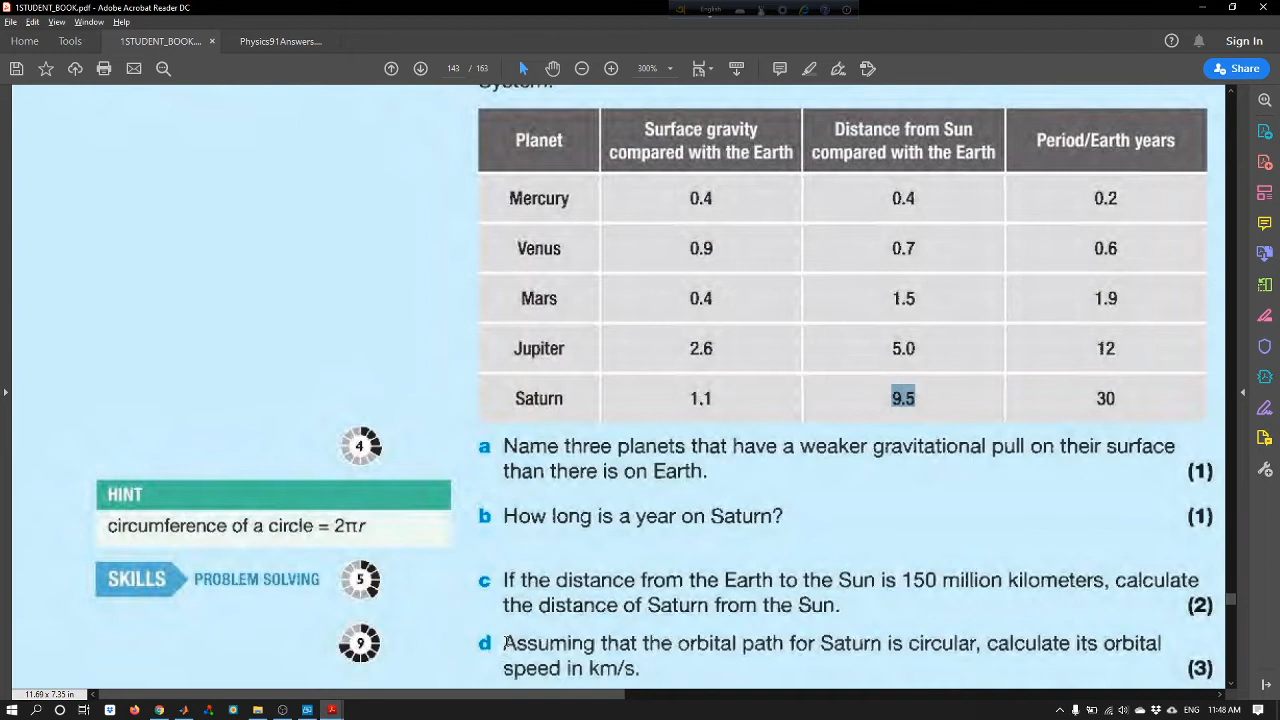 1STUDENT_BOOK.pdf - Adobe Acrobat Reader DC
English
File Edit View Window Help
Home Tools 1STUDENT_BOOK.... × Physics91Answers.... Sign In
143 / 163 300% Share
System.
Planet Surface gravity compared with the Earth Distance from Sun compared with the Earth Period/Earth years
Mercury 0.4 0.4 0.2
Venus 0.9 0.7 0.6
Mars 0.4 1.5 1.9
Jupiter 2.6 5.0 12
Saturn 1.1 9.5 30
4
a Name three planets that have a weaker gravitational pull on their surface
than there is on Earth. (1)
HINT
circumference of a circle = 2πr
b How long is a year on Saturn? (1)
SKILLS PROBLEM SOLVING 5
c If the distance from the Earth to the Sun is 150 million kilometers, calculate
the distance of Saturn from the Sun. (2)
9
d Assuming that the orbital path for Saturn is circular, calculate its orbital
speed in km/s. (3)
11.69 x 7.35 in
11:48 AM